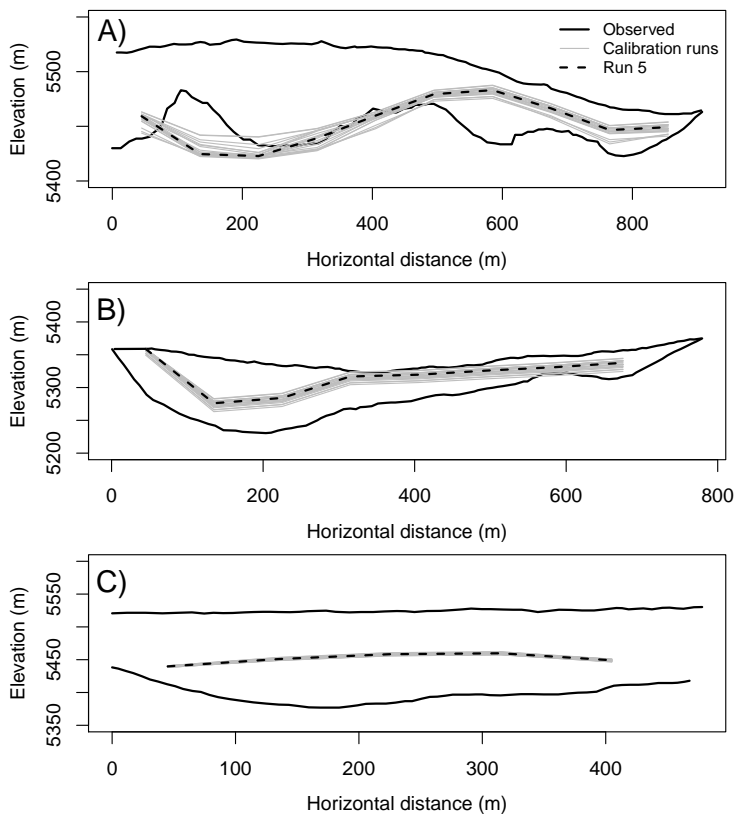 A)
Observed
Calibration runs
Run 5
Elevation (m)
5400
5500
0
200
400
600
800
Horizontal distance (m)
B)
Elevation (m)
5200
5300
5400
0
200
400
600
800
Horizontal distance (m)
C)
Elevation (m)
5350
5450
5550
0
100
200
300
400
Horizontal distance (m)